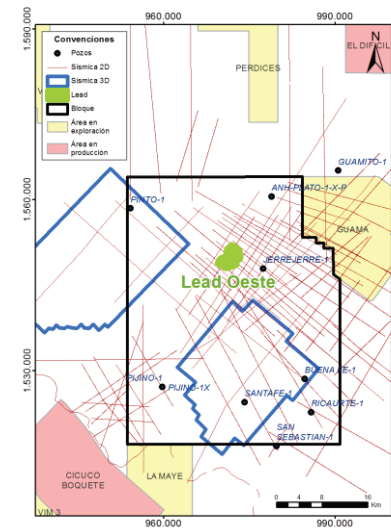 960.000
990.000
1.590.000
Convenciones
Pozos
Sísmica 2D
Sísmica 3D
Lead
Bloque
Área en
exploración
Área en
producción
N
EL DIFICIL
PERDICES
V
GUAMITO-1
1.560.000
PINTO-1
ANH-PLATO-1-X-P
GUAMA
JERREJERRE-1
Lead Oeste
1.530.000
PIJINO-1
PIJINO-1X
BUENA FE-1
SANTAFE-1
RICAURTE-1
SAN
SEBASTIAN-1
CICUCO
BOQUETE
LA MAYE
VIM 3
0 4 8 16
Km
960.000
990.000